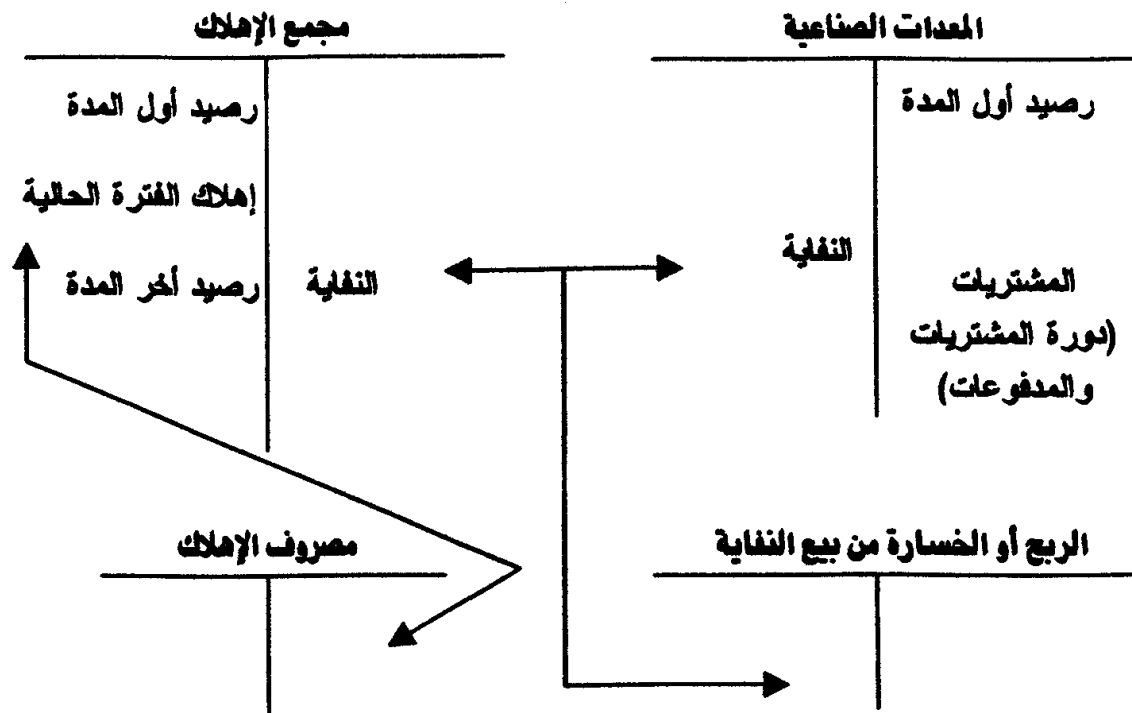 المعدات الصناعية
رصيد أول المدة
النفاية
المشتريات
(دورة المشتريات
والمدفوعات)
مجمع الإهلاك
رصيد أول المدة
إهلاك الفترة الحالية
رصيد أخر المدة
النفاية
الربح أو الخسارة من بيع النفاية
مصروف الإهلاك